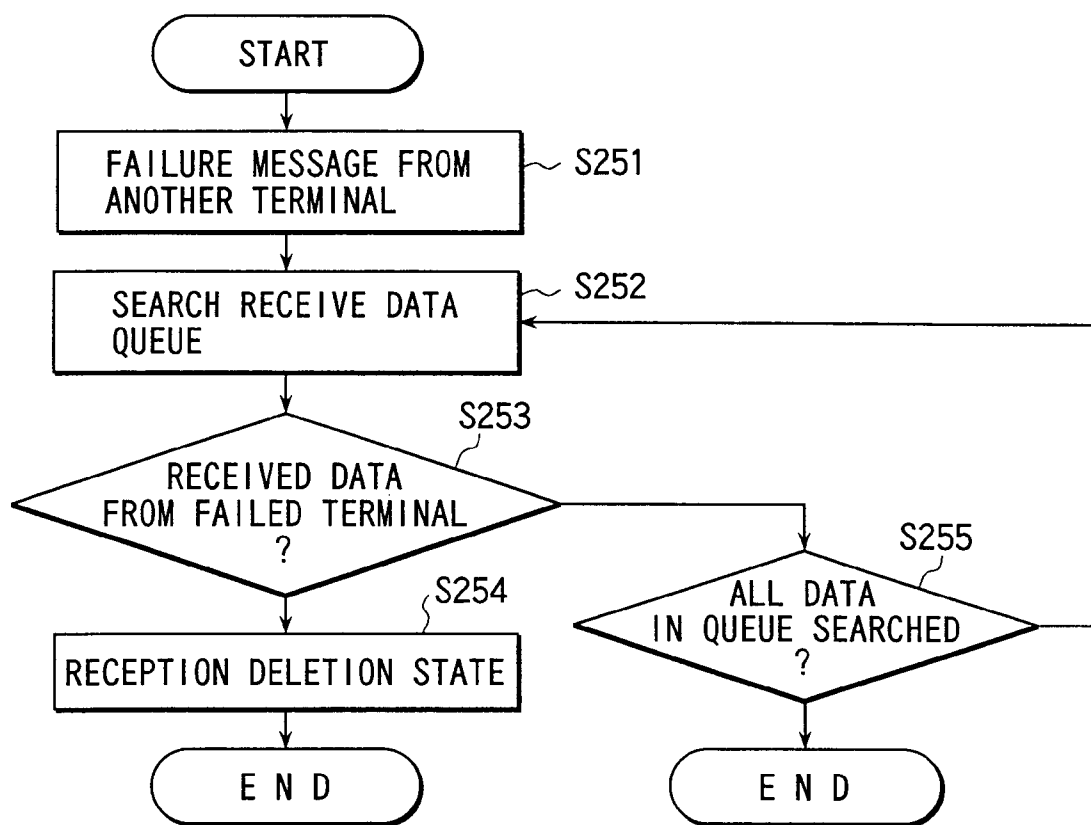 START
FAILURE MESSAGE FROM
ANOTHER TERMINAL
S251
SEARCH RECEIVE DATA
QUEUE
S252
S253
RECEIVED DATA
FROM FAILED TERMINAL
?
S254
RECEPTION DELETION STATE
END
S255
ALL DATA
IN QUEUE SEARCHED
?
END